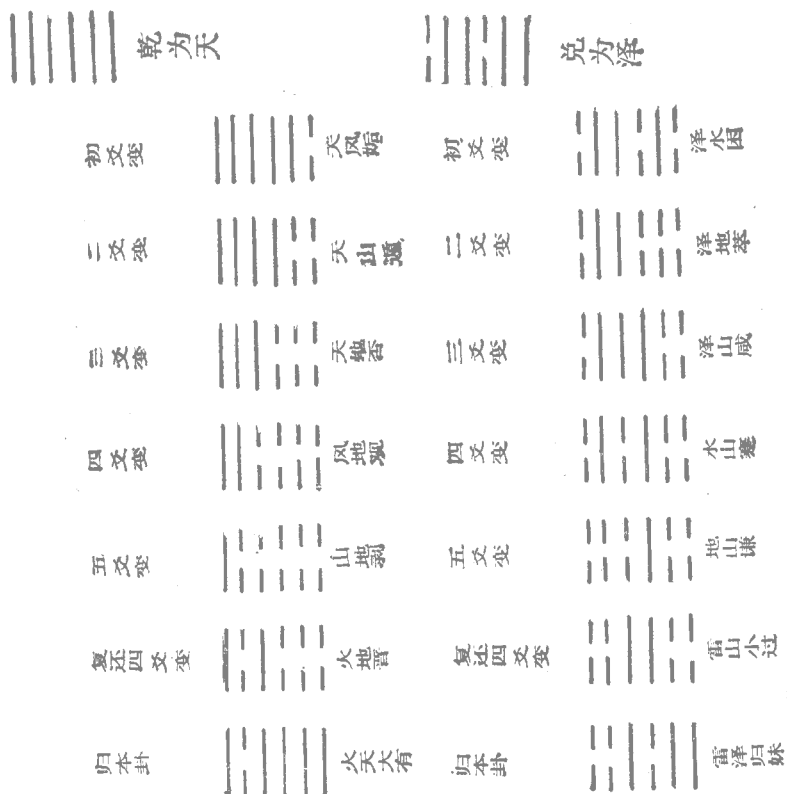 乾为天
初爻变 天风姤
二爻变 天山遁
三爻变 天地否
四爻变 风地观
五爻变 山地剥
复还四爻变 火地晋
归本卦 火天大有
兑为泽
初爻变 泽水困
二爻变 泽地萃
三爻变 泽山咸
四爻变 水山蹇
五爻变 地山谦
复还四爻变 雷山小过
归本卦 雷泽归妹